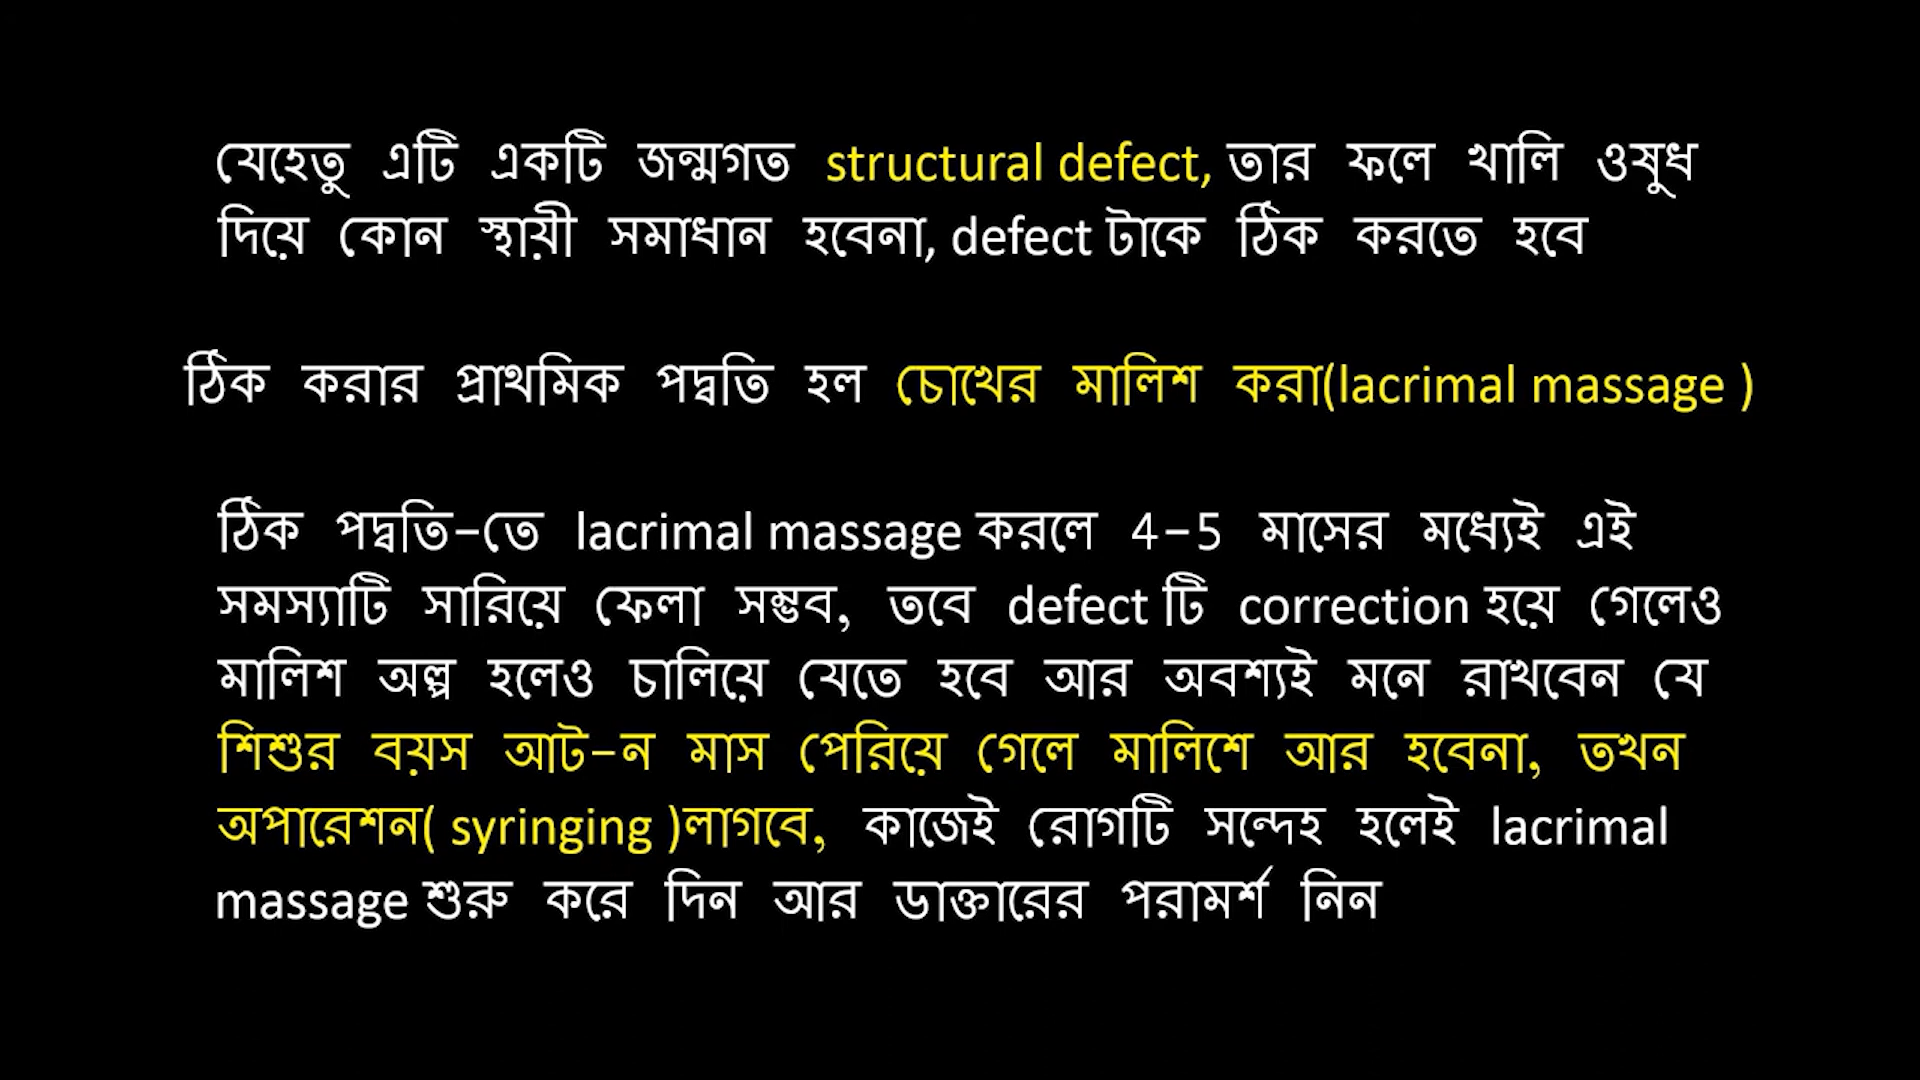 যেহেতু এটি একটি জন্মগত structural defect, তার ফলে খালি ওষুধ
দিয়ে কোন স্থায়ী সমাধান হবেনা, defect টাকে ঠিক করতে হবে
ঠিক করার প্রাথমিক পদ্বতি হল চোখের মালিশ করা(lacrimal massage )
ঠিক পদ্বতি-তে lacrimal massage করলে 4-5 মাসের মধ্যেই এই
সমস্যাটি সারিয়ে ফেলা সম্ভব, তবে defect টি correction হয়ে গেলেও
মালিশ অল্প হলেও চালিয়ে যেতে হবে আর অবশ্যই মনে রাখবেন যে
শিশুর বয়স আট-ন মাস পেরিয়ে গেলে মালিশে আর হবেনা, তখন
অপারেশন( syringing )লাগবে, কাজেই রোগটি সন্দেহ হলেই lacrimal
massage শুরু করে দিন আর ডাক্তারের পরামর্শ নিন